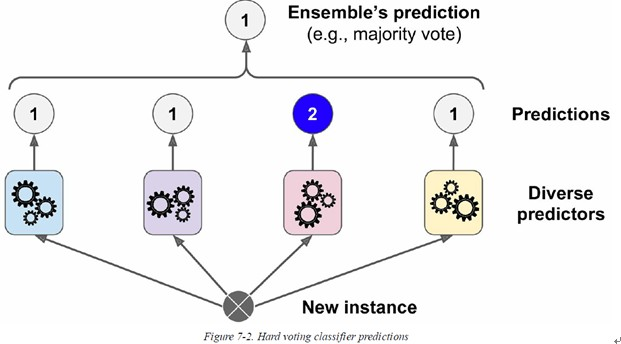 1
Ensemble's prediction
(e.g., majority vote)
1 1 2 1
Predictions
Diverse
predictors
New instance
Figure 7-2. Hard voting classifier predictions